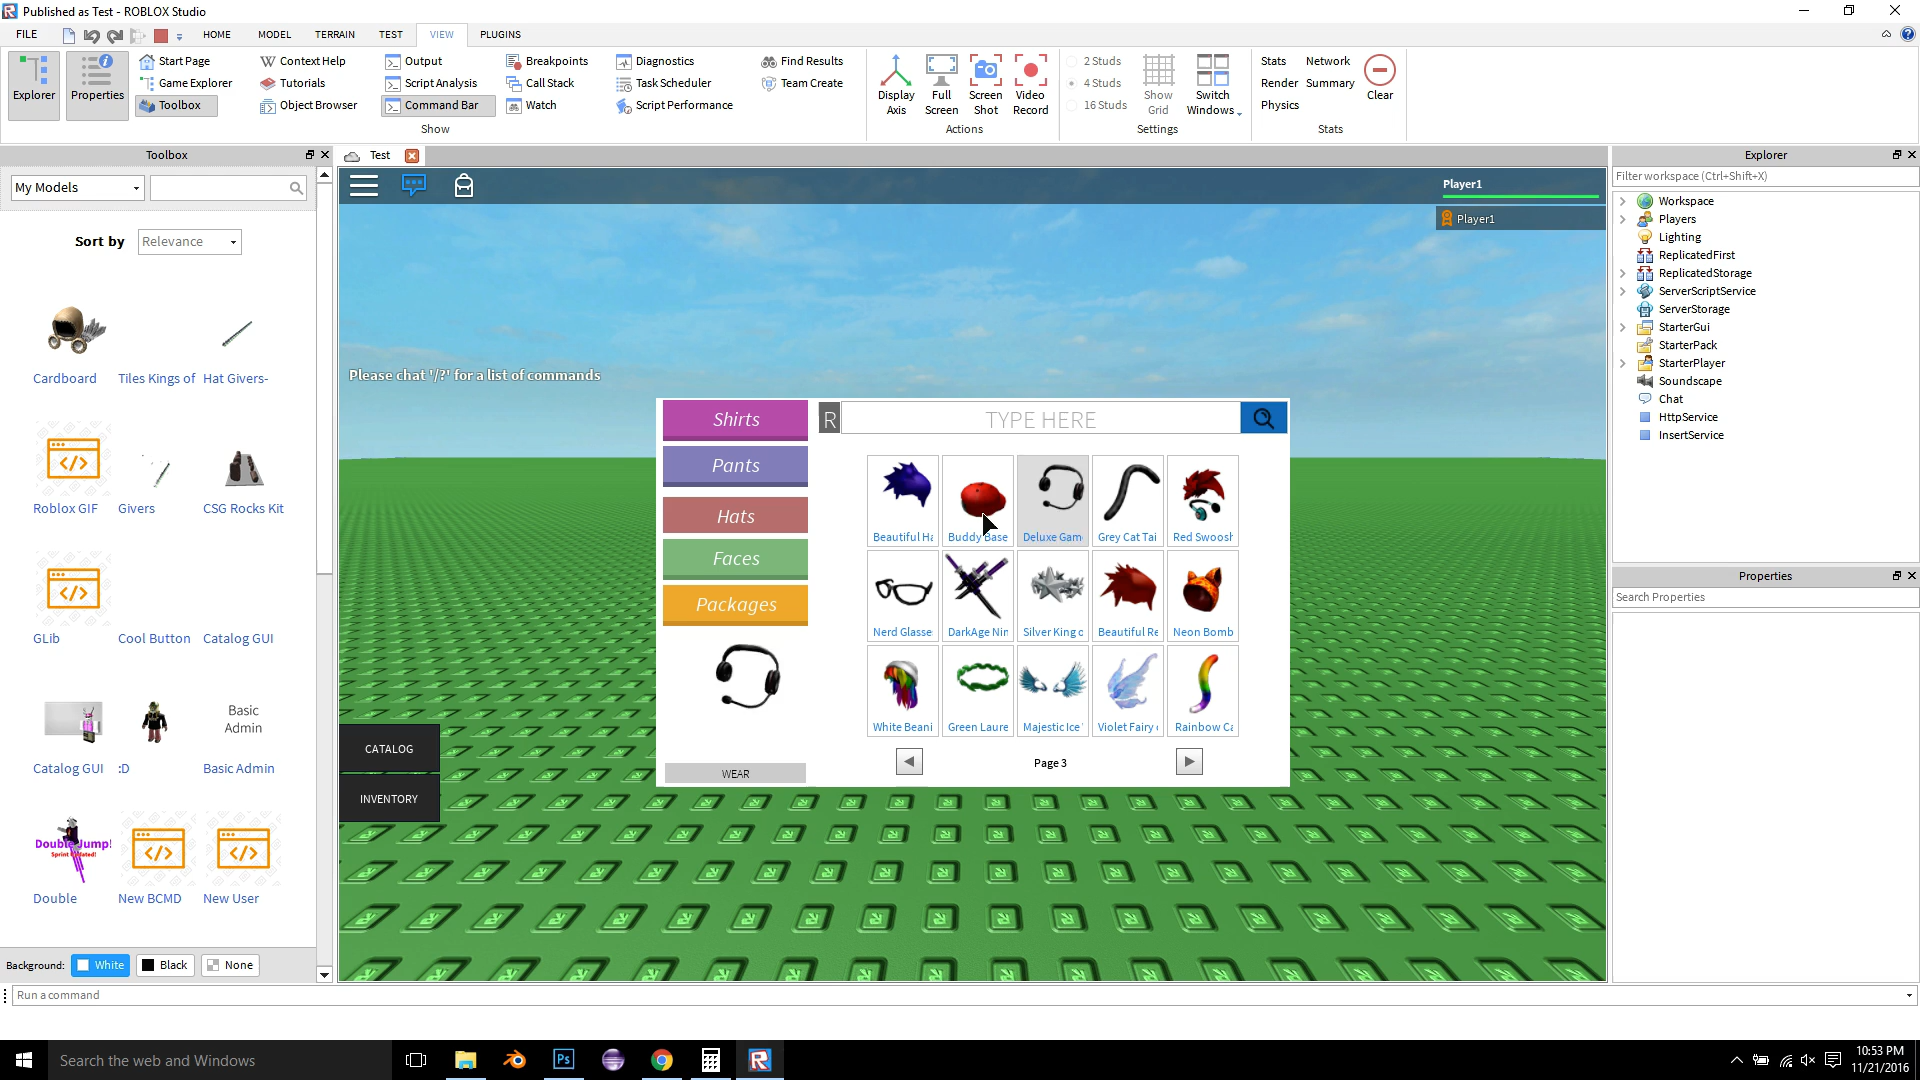 Published as Test - ROBLOX Studio
FILE
HOME
MODEL
TERRAIN
TEST
VIEW
PLUGINS
Explorer
Properties
Start Page
Game Explorer
Toolbox
Context Help
Tutorials
Object Browser
Output
Script Analysis
Command Bar
Breakpoints
Call Stack
Watch
Diagnostics
Task Scheduler
Script Performance
Find Results
Team Create
Show
Display Axis
Full Screen
Screen Shot
Video Record
Actions
2 Studs
4 Studs
16 Studs
Show Grid
Switch Windows
Settings
Stats
Network
Render
Summary
Physics
Clear
Stats
Toolbox
My Models
Sort by
Relevance
Cardboard
Tiles Kings of
Hat Givers-
Roblox GIF
Givers
CSG Rocks Kit
GLib
Cool Button
Catalog GUI
Basic Admin
Catalog GUI
:D
Basic Admin
Double Jump!
Double
New BCMD
New User
Background:
White
Black
None
Test
Player1
Player1
Please chat '/?' for a list of commands
Shirts
Pants
Hats
Faces
Packages
WEAR
R
TYPE HERE
Beautiful Ha
Buddy Base
Deluxe Gam
Grey Cat Tai
Red Swoosh
Nerd Glasse
DarkAge Nin
Silver King o
Beautiful Re
Neon Bomb
White Beani
Green Laure
Majestic Ice
Violet Fairy
Rainbow Ca
Page 3
CATALOG
INVENTORY
Explorer
Filter workspace (Ctrl+Shift+X)
Workspace
Players
Lighting
ReplicatedFirst
ReplicatedStorage
ServerScriptService
ServerStorage
StarterGui
StarterPack
StarterPlayer
Soundscape
Chat
HttpService
InsertService
Properties
Search Properties
Run a command
Search the web and Windows
Ps
10:53 PM
11/21/2016